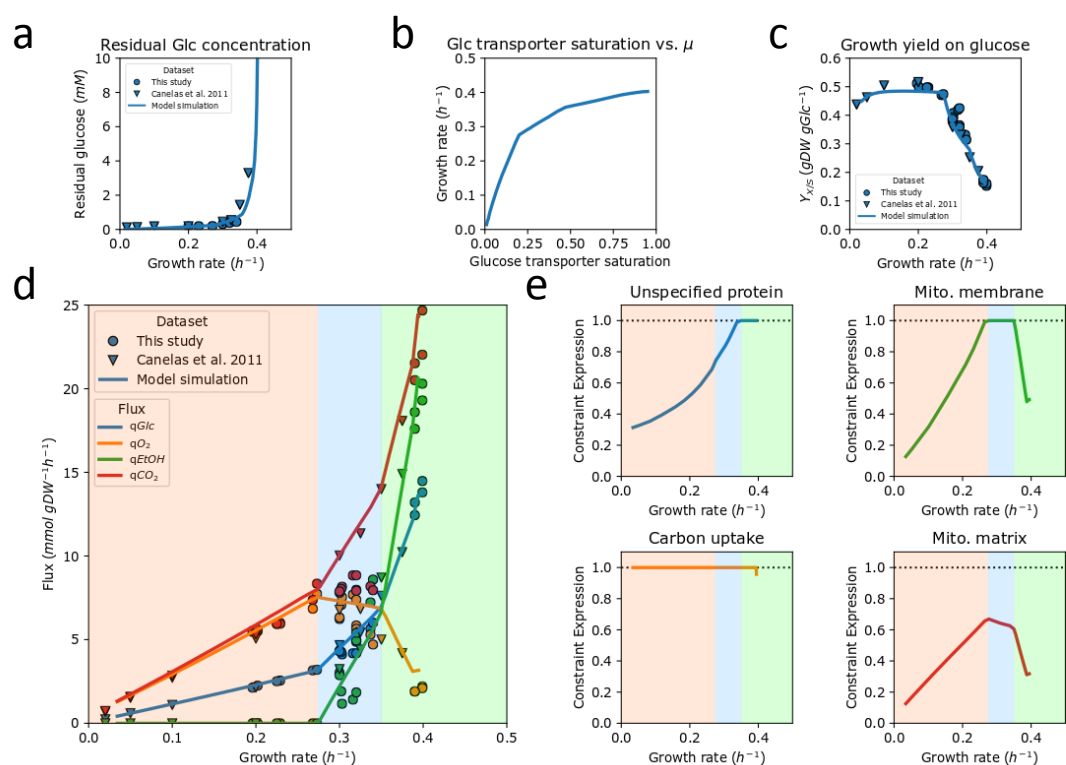 a
Residual Glc concentration
Residual glucose (mM)
10
8
6
4
2
0
Dataset
This study
Canelas et al. 2011
Model simulation
0.0 0.2 0.4
Growth rate (h⁻¹)
b
Glc transporter saturation vs. μ
Growth rate (h⁻¹)
0.4
0.3
0.2
0.1
0.0
0.00 0.25 0.50 0.75 1.00
Glucose transporter saturation
c
Growth yield on glucose
Y_X/S (gDW gGlc⁻¹)
0.6
0.5
0.4
0.3
0.2
0.1
0.0
Dataset
This study
Canelas et al. 2011
Model simulation
0.0 0.2 0.4
Growth rate (h⁻¹)
d
Flux (mmol gDW⁻¹h⁻¹)
25
20
15
10
5
0
Dataset
This study
Canelas et al. 2011
Model simulation
Flux
qGlc
qO₂
qEtOH
qCO₂
0.0 0.1 0.2 0.3 0.4 0.5
Growth rate (h⁻¹)
e
Unspecified protein
Constraint Expression
1.0
0.8
0.6
0.4
0.2
0.0
0.0 0.2 0.4
Growth rate (h⁻¹)
Mito. membrane
Constraint Expression
1.0
0.8
0.6
0.4
0.2
0.0
0.0 0.2 0.4
Growth rate (h⁻¹)
Carbon uptake
Constraint Expression
1.0
0.8
0.6
0.4
0.2
0.0
0.0 0.2 0.4
Growth rate (h⁻¹)
Mito. matrix
Constraint Expression
1.0
0.8
0.6
0.4
0.2
0.0
0.0 0.2 0.4
Growth rate (h⁻¹)